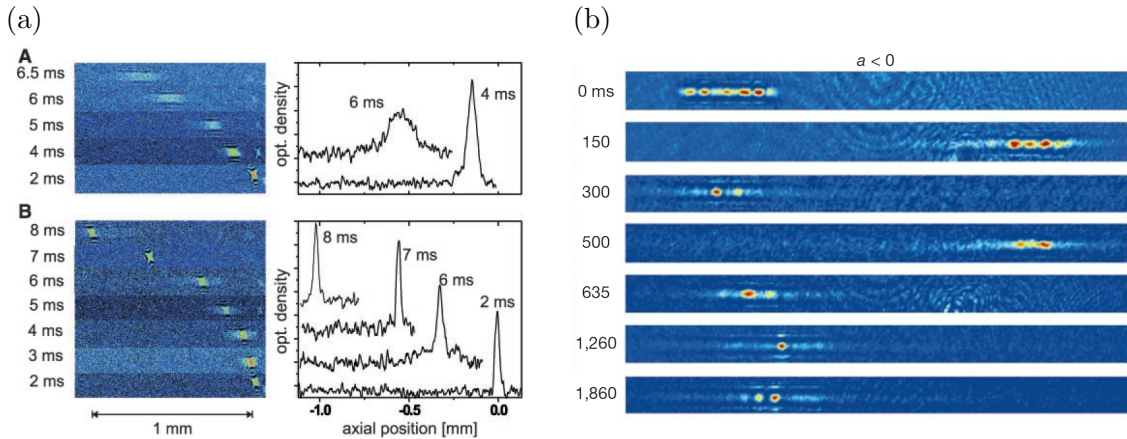 (a)
A
6.5 ms
6 ms
5 ms
4 ms
2 ms
opt. density
6 ms
4 ms
B
8 ms
7 ms
6 ms
5 ms
4 ms
3 ms
2 ms
1 mm
opt. density
8 ms
7 ms
6 ms
2 ms
-1.0
-0.5
0.0
axial position [mm]
(b)
a < 0
0 ms
150
300
500
635
1,260
1,860